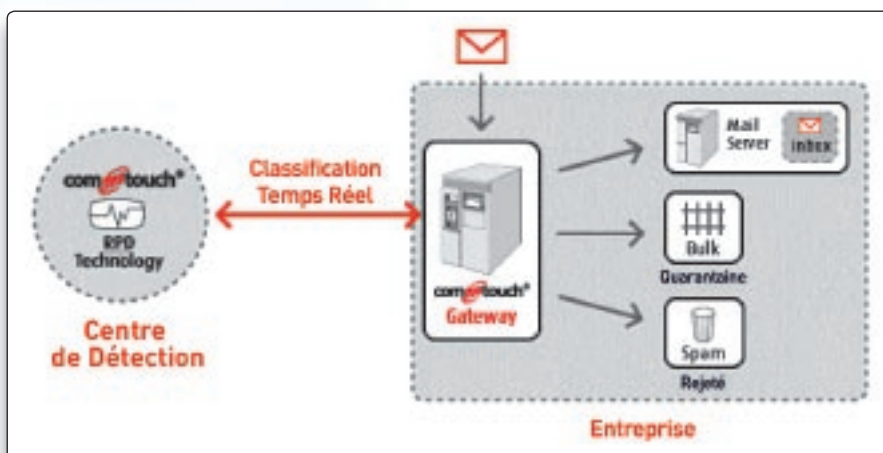 commtouch®
RPD
Technology
Centre
de Détection
Classification
Temps Réel
commtouch®
Gateway
Mail
Server
inbox
Bulk
Quarantaine
Spam
Rejeté
Entreprise